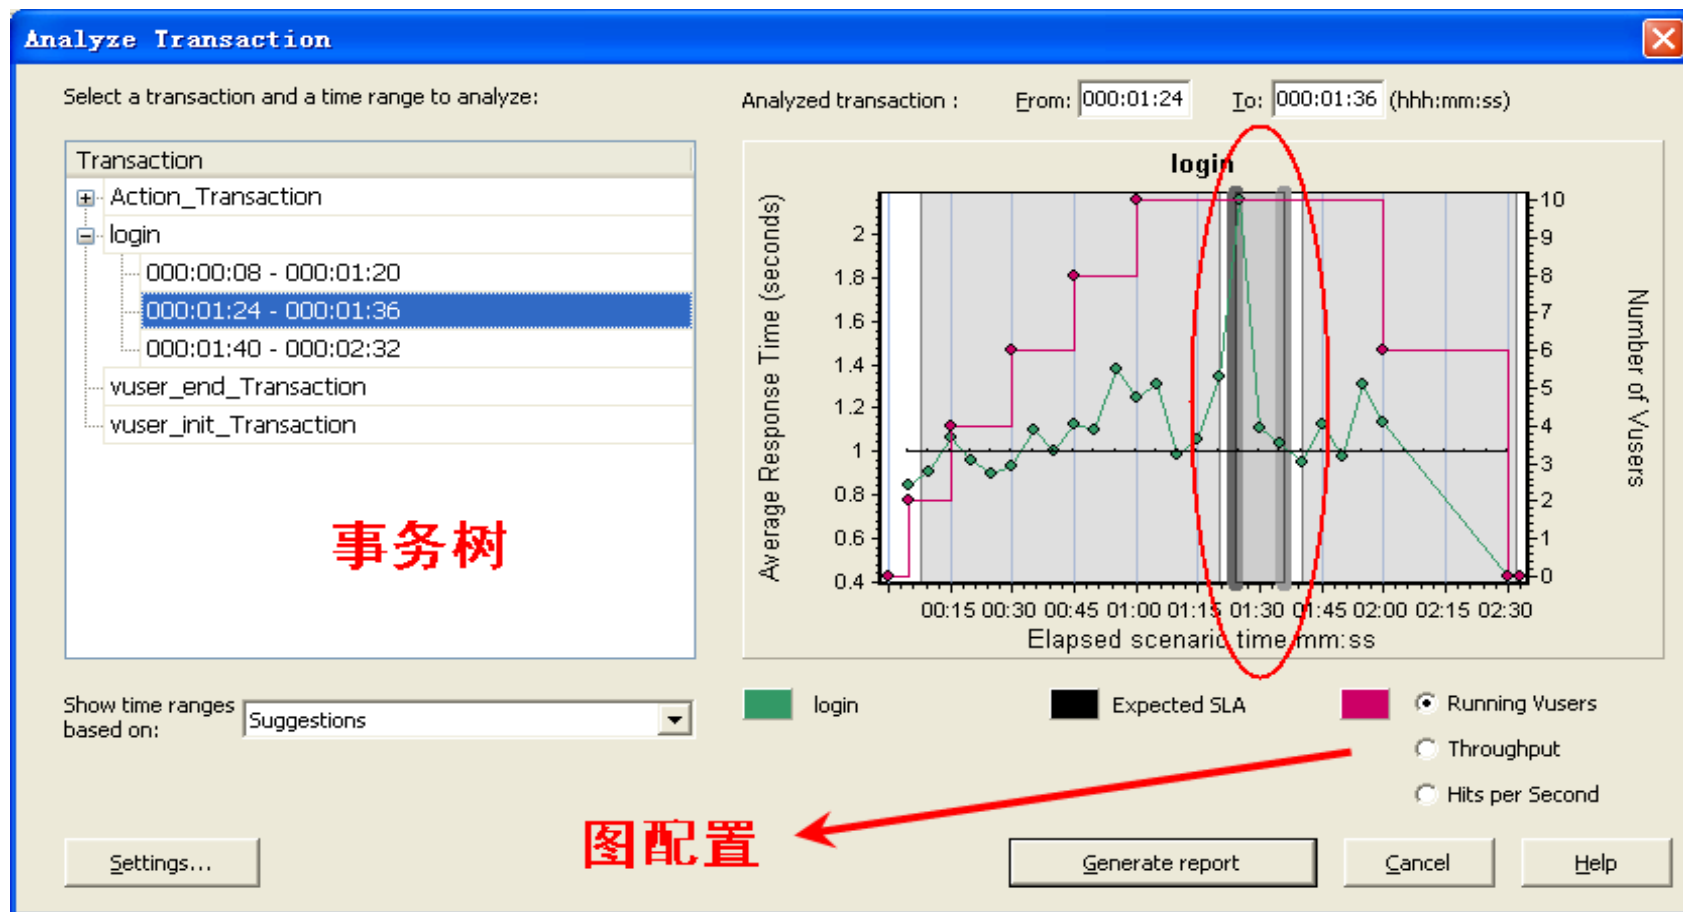 Analyze Transaction
Select a transaction and a time range to analyze:
Analyzed transaction :
From: 000:01:24 To: 000:01:36 (hhh:mm:ss)
Transaction
Action_Transaction
login
000:00:08 - 000:01:20
000:01:24 - 000:01:36
000:01:40 - 000:02:32
vuser_end_Transaction
vuser_init_Transaction
事务树
Show time ranges
based on:
Suggestions
login
Average Response Time (seconds)
2
1.8
1.6
1.4
1.2
1
0.8
0.6
0.4
10
9
8
7
6
5
4
3
2
1
0
Number of Vusers
00:15 00:30 00:45 01:00 01:15 01:30 01:45 02:00 02:15 02:30
Elapsed scenario time mm:ss
login
Expected SLA
Running Vusers
Throughput
Hits per Second
图配置
Settings...
Generate report
Cancel
Help